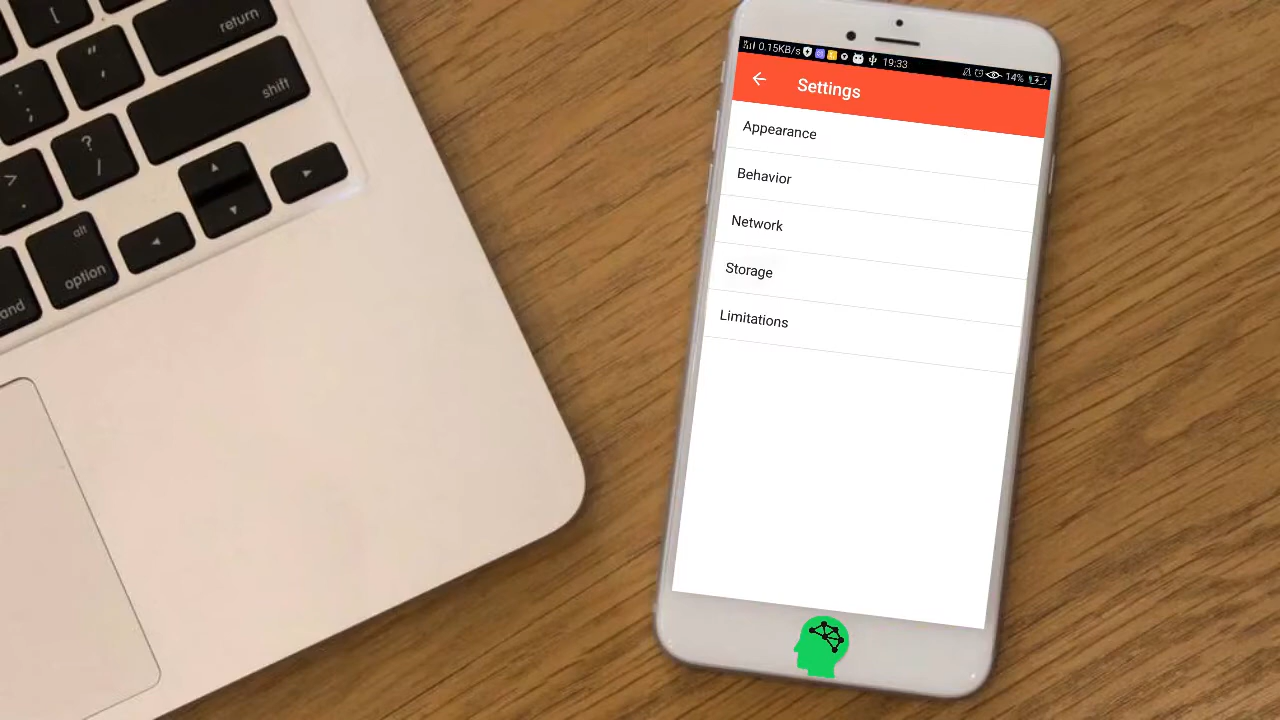 [
return
"
,
shift
:
;
?
/
>
.
alt
option
and
0.15KB/s
19:33
14%
Settings
Appearance
Behavior
Network
Storage
Limitations